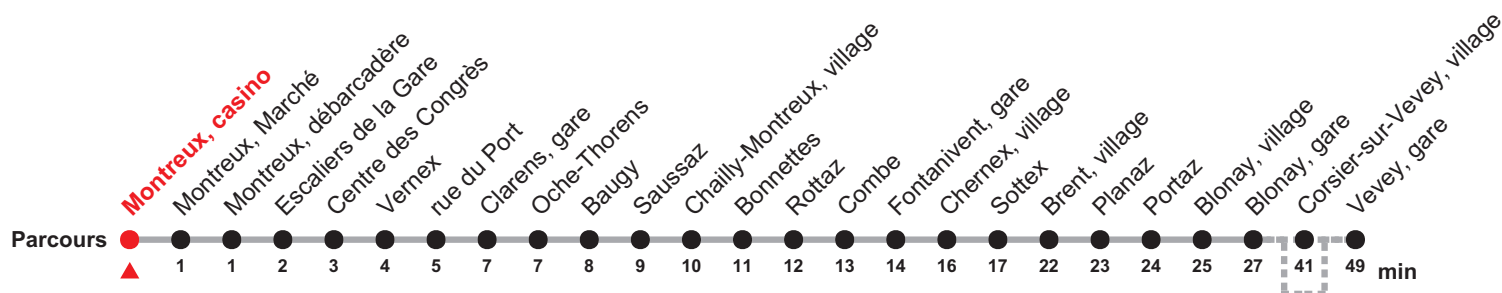 Parcours
Montreux, casino
Montreux, Marché
Montreux, débarcadère
Escaliers de la Gare
Centre des Congrès
Vernex
rue du Port
Clarens, gare
Oche-Thorens
Baugy
Saussaz
Chailly-Montreux, village
Bonnettes
Rottaz
Combe
Fontanivent, gare
Chernex, village
Sottex
Brent, village
Planaz
Portaz
Blonay, village
Blonay, gare
Corsier-sur-Vevey, village
Vevey, gare
1 1 2 3 4 5 7 7 8 9 10 11 12 13 14 16 17 22 23 24 25 27 41 49 min